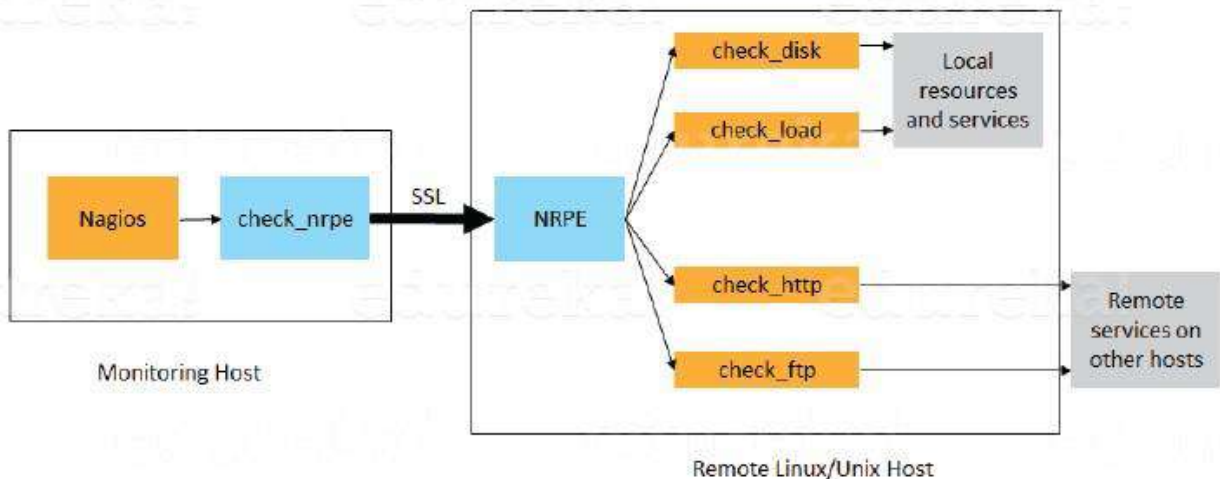 check_disk
Local
resources
and services
check_load
SSL
Nagios
check_nrpe
NRPE
check_http
Remote
services on
other hosts
check_ftp
Monitoring Host
Remote Linux/Unix Host
edureka!